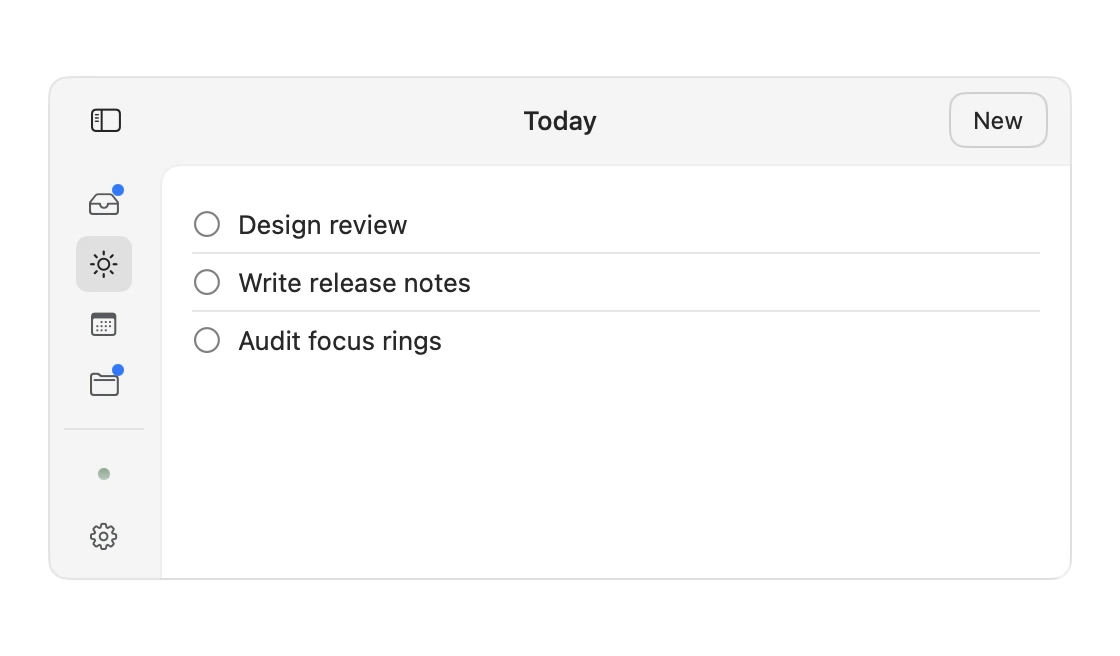 Today
New
Design review
Write release notes
Audit focus rings